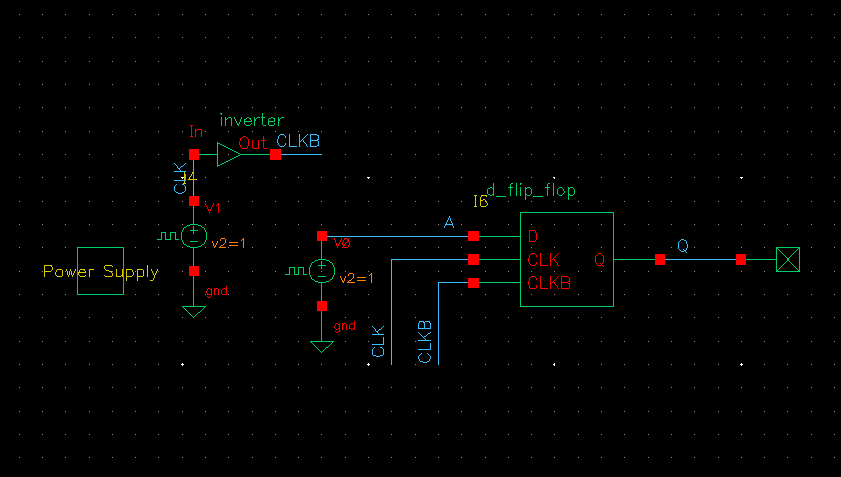 inverter
In
Out
CLKB
CLK
I4
V1
v2=1
gnd
Power Supply
V0
v2=1
gnd
A
I6
d_flip_flop
D
CLK
CLKB
Q
Q
CLK
CLKB